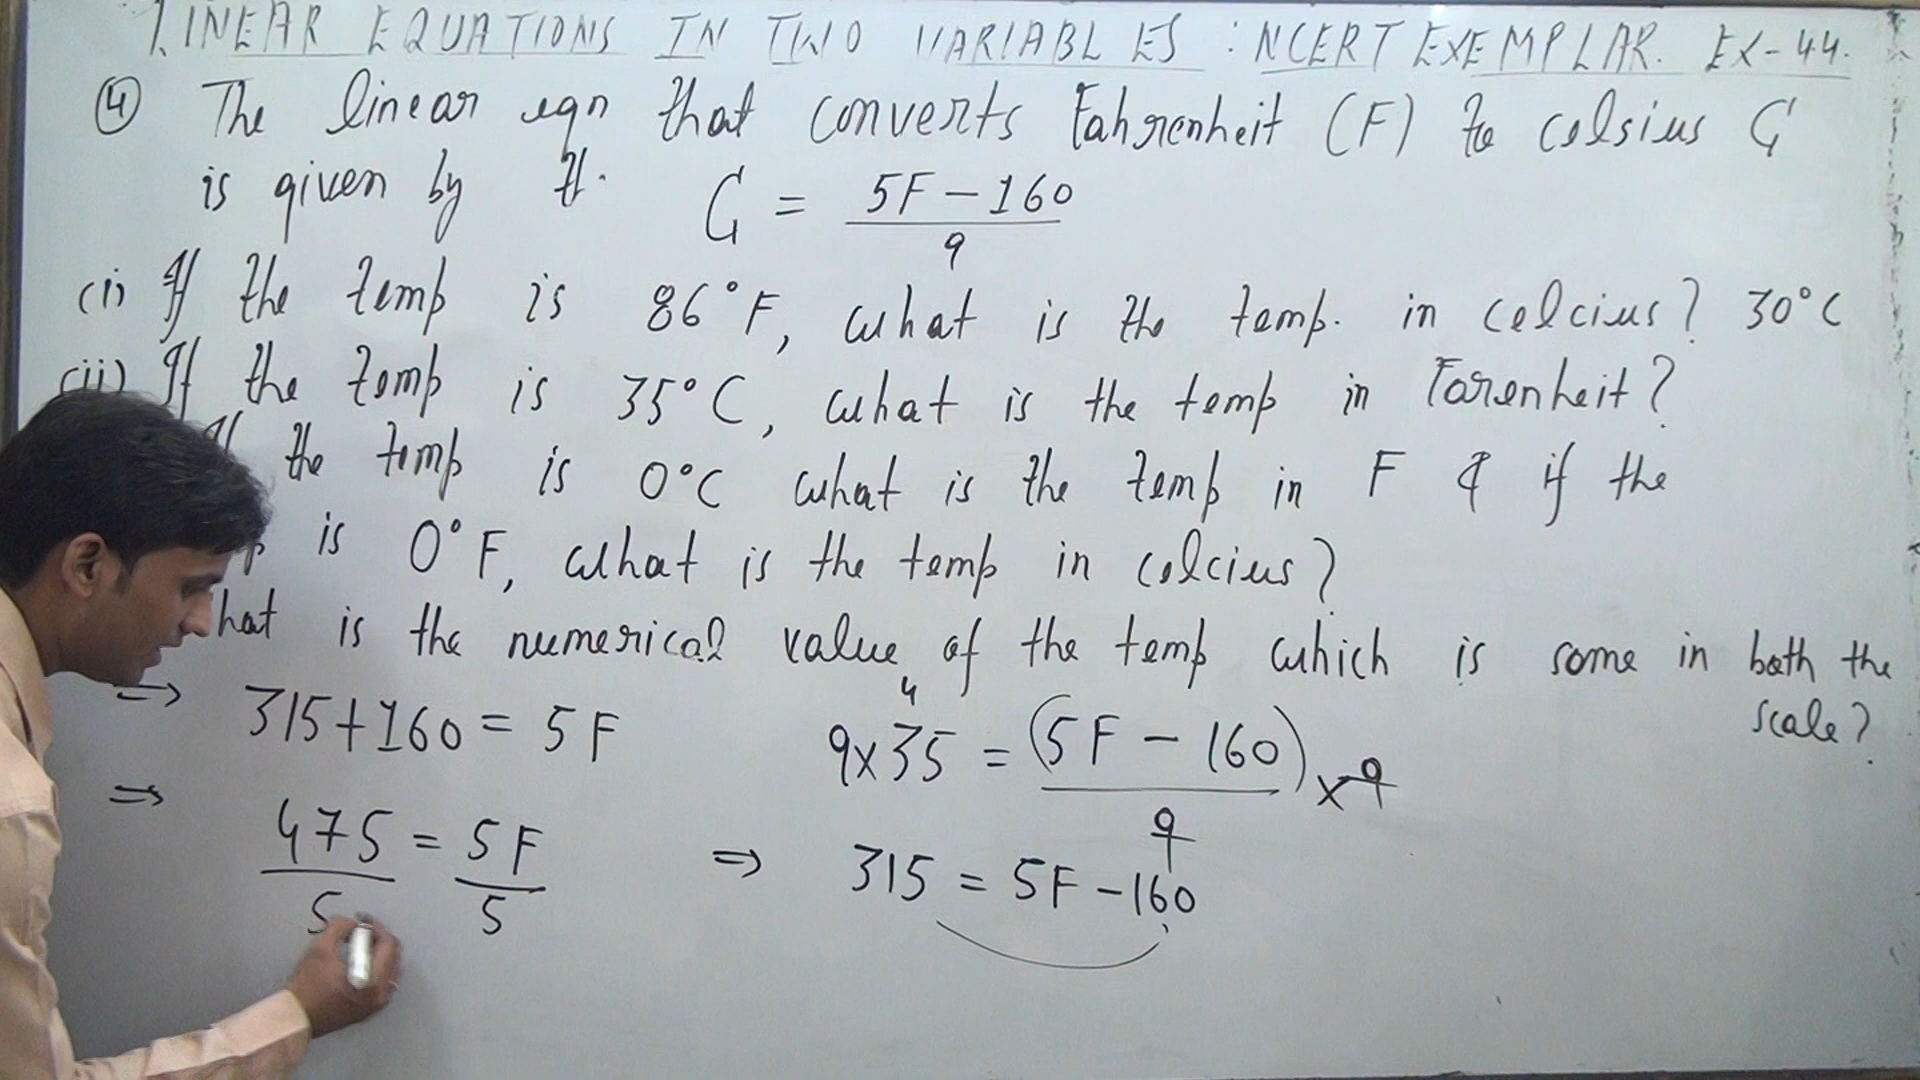 LINEAR EQUATIONS IN TWO VARIABLES : NCERT EXEMPLAR. EX-4.4.
④ The linear eqn that converts Fahrenheit (F) to celsius C
is given by
C = (5F - 160)/9
(i) If the temp is 86°F, what is the temp. in celcius? 30°C
(ii) If the temp is 35°C, what is the temp in Farenheit?
If the temp is 0°C what is the temp in F & if the
is 0°F, what is the temp in celcius?
hat is the numerical value of the temp which is same in both the
scale?
⇒ 315+160 = 5F
9x35 = (5F - 160)/9 x 9
⇒ 475/5 = 5F/5
⇒ 315 = 5F - 160